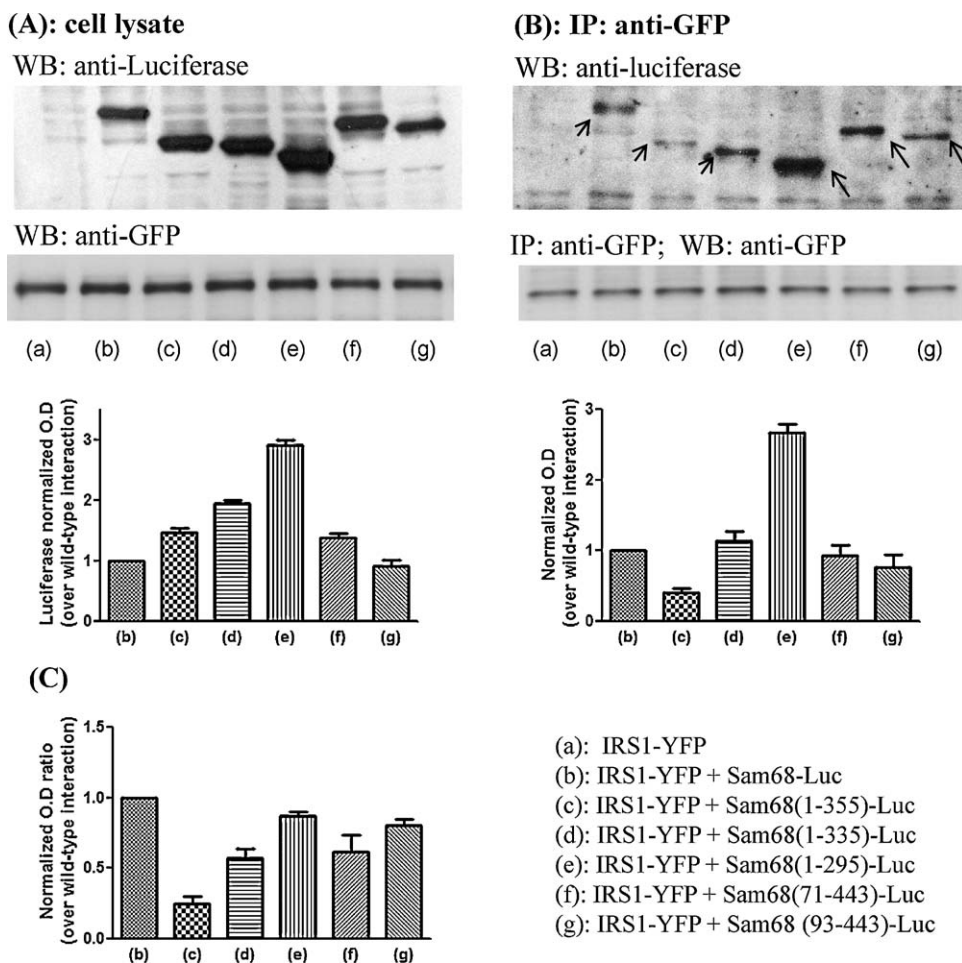 (A): cell lysate
WB: anti-Luciferase
WB: anti-GFP
(a) (b) (c) (d) (e) (f) (g)
Luciferase normalized O.D
(over wild-type interaction)
3
2
1
0
(b) (c) (d) (e) (f) (g)
(B): IP: anti-GFP
WB: anti-luciferase
IP: anti-GFP; WB: anti-GFP
(a) (b) (c) (d) (e) (f) (g)
Normalized O.D
(over wild-type interaction)
3
2
1
0
(b) (c) (d) (e) (f) (g)
(C)
Normalized O.D ratio
(over wild-type interaction)
1.5
1.0
0.5
0.0
(b) (c) (d) (e) (f) (g)
(a): IRS1-YFP
(b): IRS1-YFP + Sam68-Luc
(c): IRS1-YFP + Sam68(1-355)-Luc
(d): IRS1-YFP + Sam68(1-335)-Luc
(e): IRS1-YFP + Sam68(1-295)-Luc
(f): IRS1-YFP + Sam68(71-443)-Luc
(g): IRS1-YFP + Sam68 (93-443)-Luc